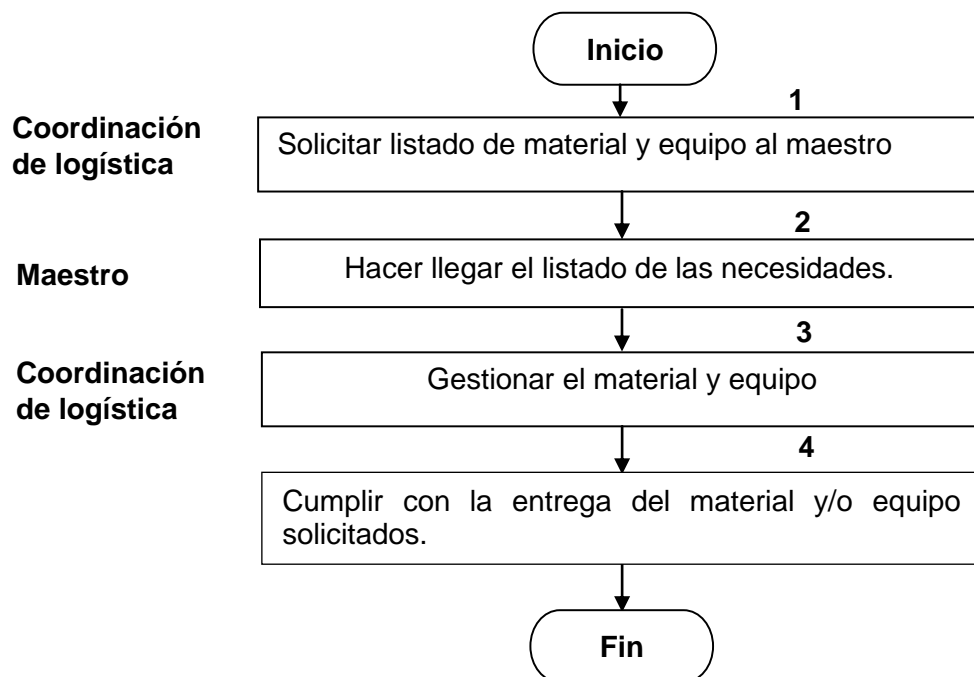 Inicio
1
Coordinación
de logística
Solicitar listado de material y equipo al maestro
2
Maestro
Hacer llegar el listado de las necesidades.
3
Coordinación
de logística
Gestionar el material y equipo
4
Cumplir con la entrega del material y/o equipo
solicitados.
Fin